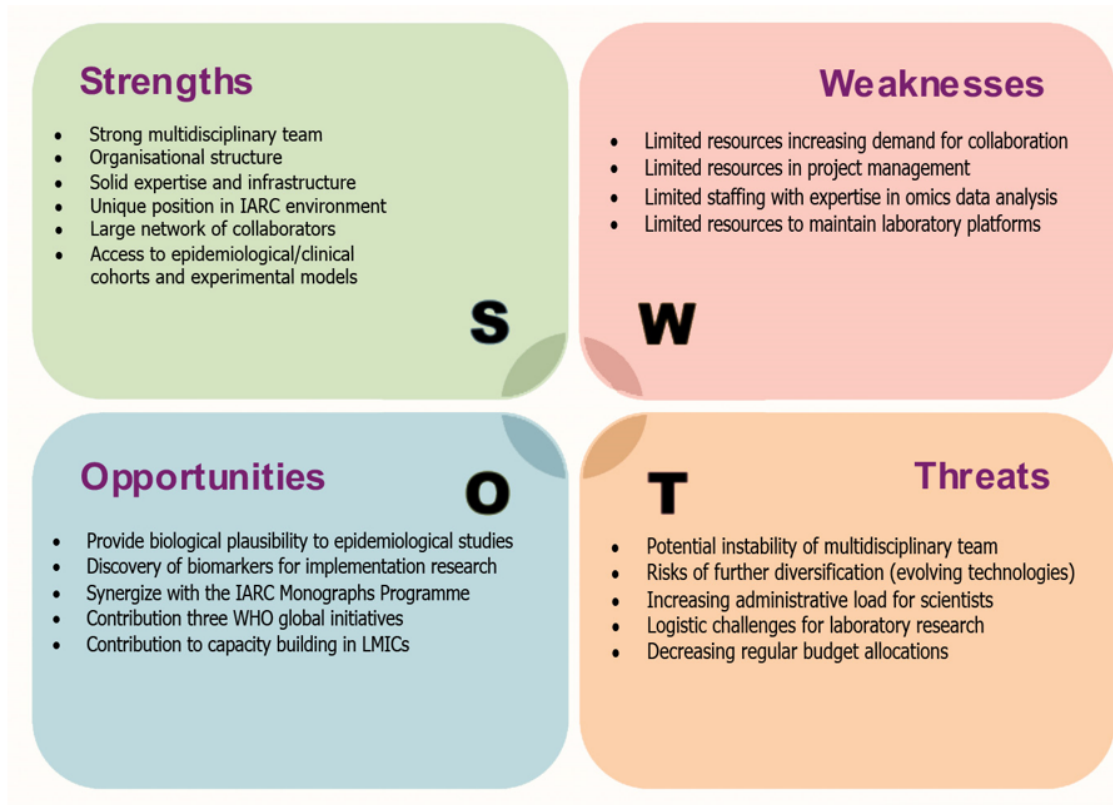 Strengths
• Strong multidisciplinary team
• Organisational structure
• Solid expertise and infrastructure
• Unique position in IARC environment
• Large network of collaborators
• Access to epidemiological/clinical
cohorts and experimental models
S
Weaknesses
• Limited resources increasing demand for collaboration
• Limited resources in project management
• Limited staffing with expertise in omics data analysis
• Limited resources to maintain laboratory platforms
W
Opportunities
O
• Provide biological plausibility to epidemiological studies
• Discovery of biomarkers for implementation research
• Synergize with the IARC Monographs Programme
• Contribution three WHO global initiatives
• Contribution to capacity building in LMICs
Threats
T
• Potential instability of multidisciplinary team
• Risks of further diversification (evolving technologies)
• Increasing administrative load for scientists
• Logistic challenges for laboratory research
• Decreasing regular budget allocations